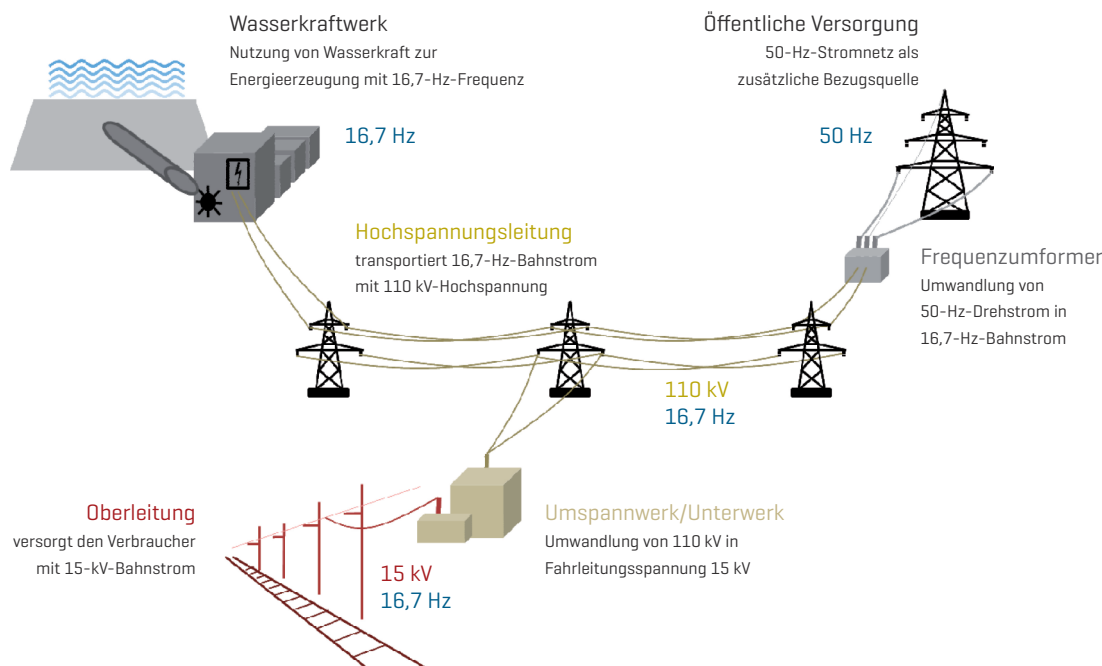 Wasserkraftwerk
Nutzung von Wasserkraft zur
Energieerzeugung mit 16,7-Hz-Frequenz
16,7 Hz
Öffentliche Versorgung
50-Hz-Stromnetz als
zusätzliche Bezugsquelle
50 Hz
Hochspannungsleitung
transportiert 16,7-Hz-Bahnstrom
mit 110 kV-Hochspannung
Frequenzumformer
Umwandlung von
50-Hz-Drehstrom in
16,7-Hz-Bahnstrom
110 kV
16,7 Hz
Oberleitung
versorgt den Verbraucher
mit 15-kV-Bahnstrom
15 kV
16,7 Hz
Umspannwerk/Unterwerk
Umwandlung von 110 kV in
Fahrleitungsspannung 15 kV